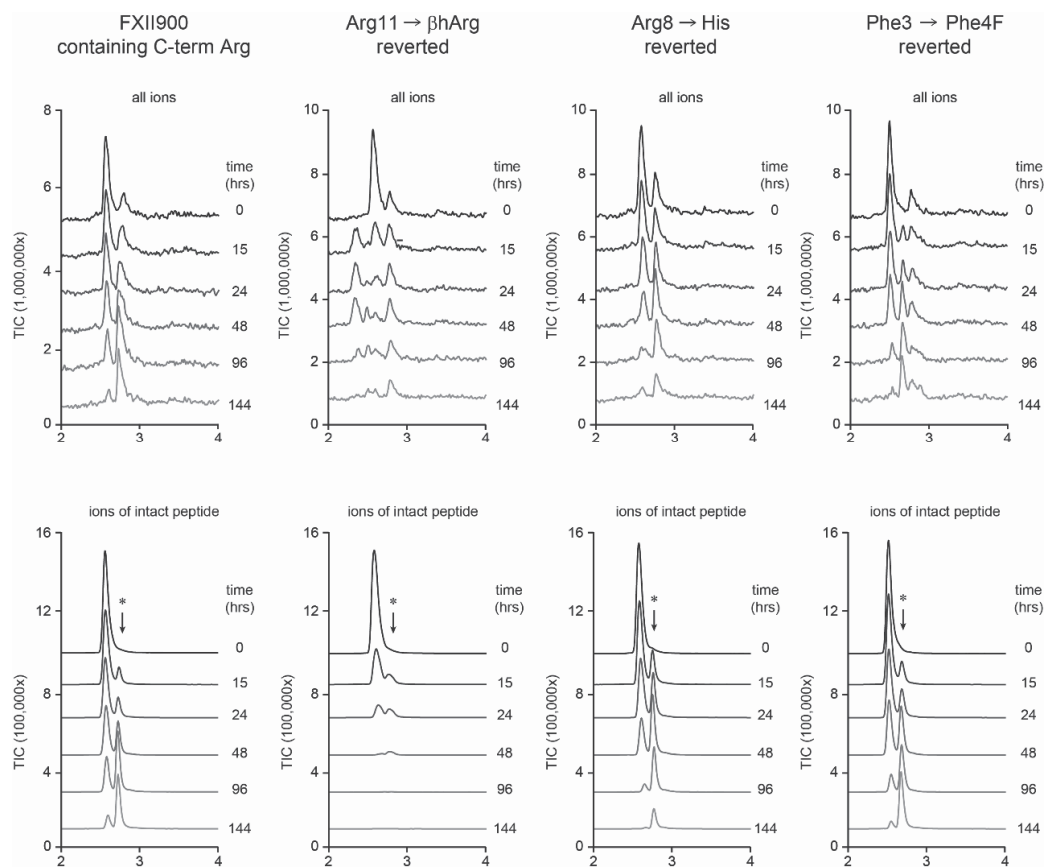 FXII900
containing C-term Arg
Arg11 → βhArg
reverted
Arg8 → His
reverted
Phe3 → Phe4F
reverted
all ions
8
6
4
2
0
TIC (1,000,000x)
time
(hrs)
0
15
24
48
96
144
2
3
4
all ions
10
8
6
4
2
0
TIC (1,000,000x)
time
(hrs)
0
15
24
48
96
144
2
3
4
all ions
10
8
6
4
2
0
TIC (1,000,000x)
time
(hrs)
0
15
24
48
96
144
2
3
4
all ions
10
8
6
4
2
0
TIC (1,000,000x)
time
(hrs)
0
15
24
48
96
144
2
3
4
ions of intact peptide
16
12
8
4
0
TIC (100,000x)
*
time
(hrs)
0
15
24
48
96
144
2
3
4
ions of intact peptide
16
12
8
4
0
TIC (100,000x)
*
time
(hrs)
0
15
24
48
96
144
2
3
4
ions of intact peptide
16
12
8
4
0
TIC (100,000x)
*
time
(hrs)
0
15
24
48
96
144
2
3
4
ions of intact peptide
16
12
8
4
0
TIC (100,000x)
*
time
(hrs)
0
15
24
48
96
144
2
3
4